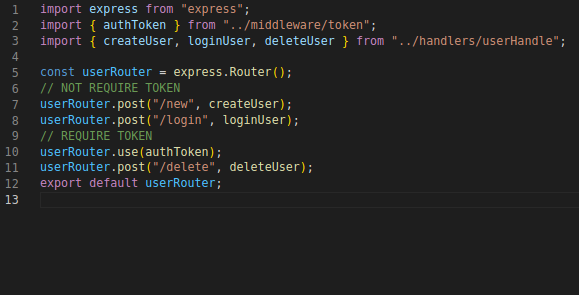 1 import express from "express";
2 import { authToken } from "../middleware/token";
3 import { createUser, loginUser, deleteUser } from "../handlers/userHandle";
4
5 const userRouter = express.Router();
6 // NOT REQUIRE TOKEN
7 userRouter.post("/new", createUser);
8 userRouter.post("/login", loginUser);
9 // REQUIRE TOKEN
10 userRouter.use(authToken);
11 userRouter.post("/delete", deleteUser);
12 export default userRouter;
13